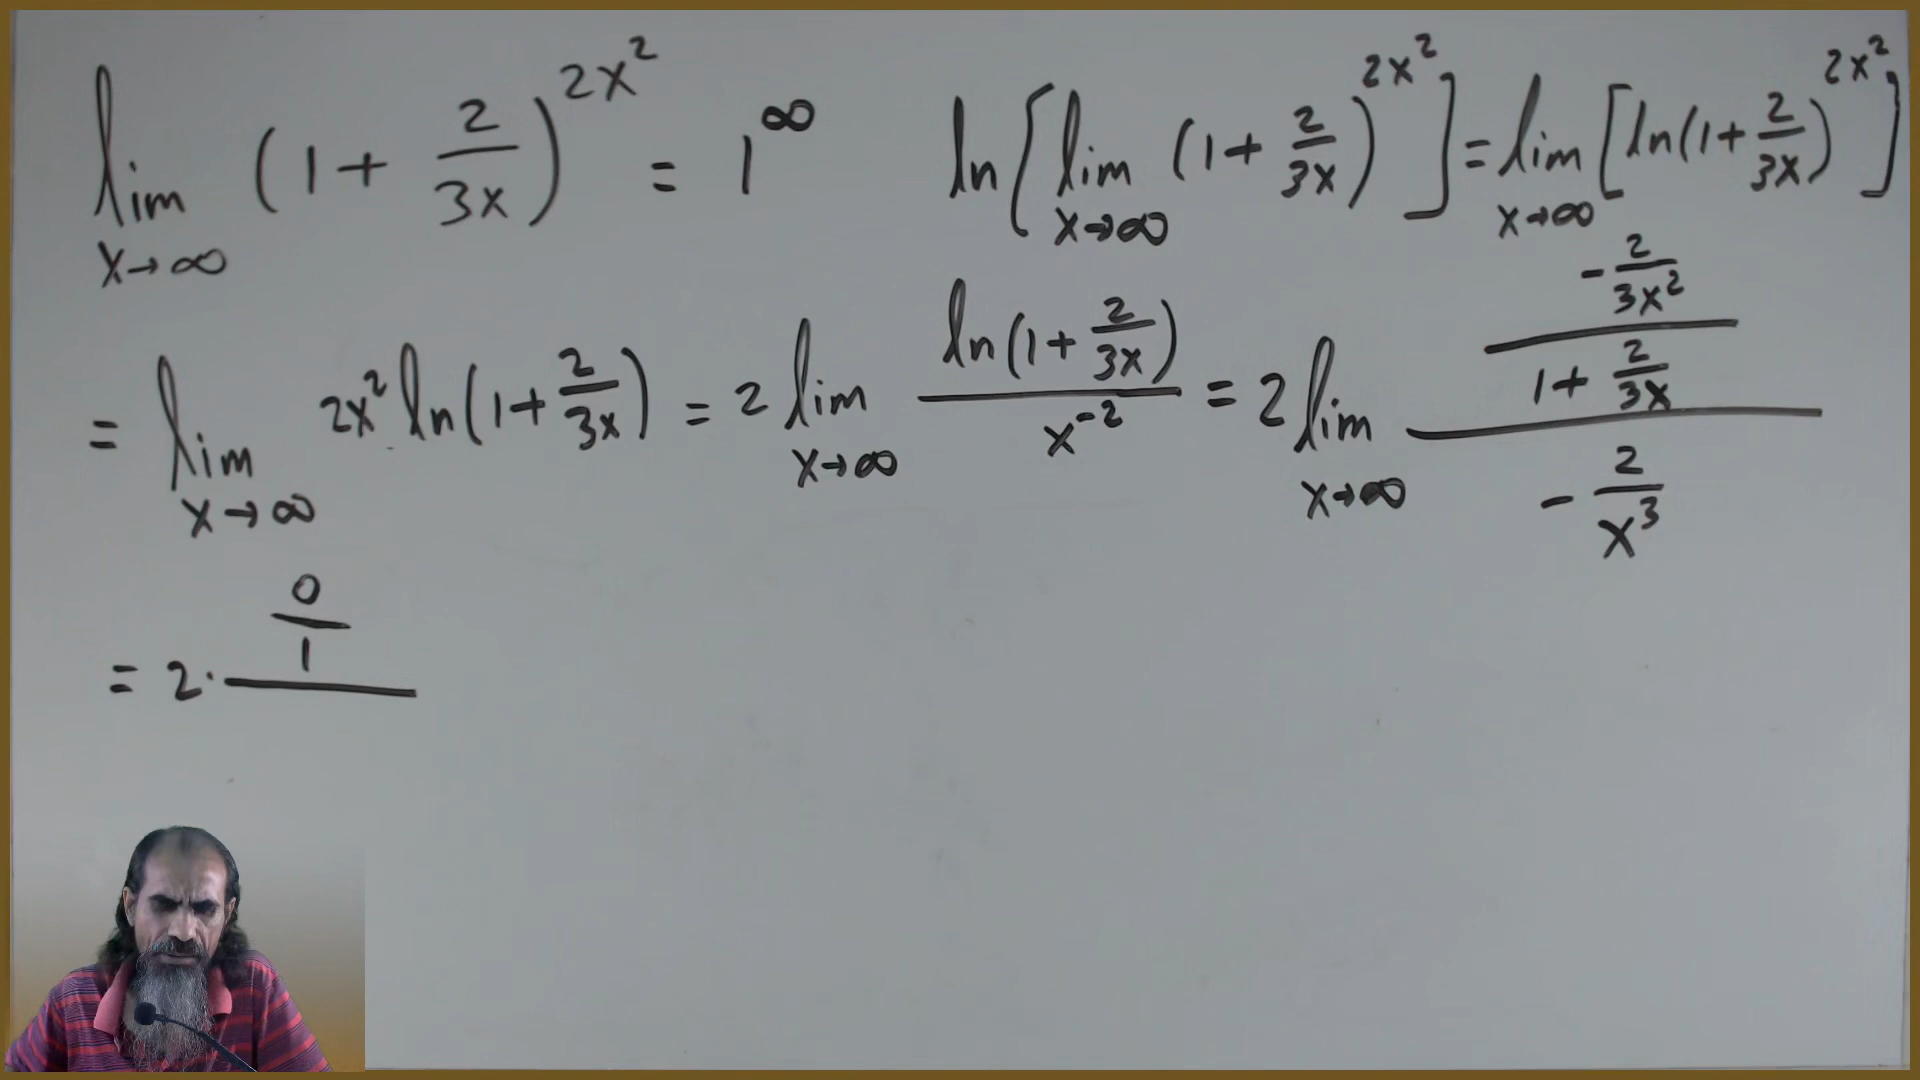 lim x→∞ (1 + 2/3x)^2x² = 1^∞
ln[lim x→∞ (1 + 2/3x)^2x²] = lim x→∞ [ln(1 + 2/3x)^2x²]
= lim x→∞ 2x² ln(1 + 2/3x) = 2 lim x→∞ ln(1 + 2/3x) / x^-2 = 2 lim x→∞ ((-2/3x²) / (1 + 2/3x)) / (-2/x³)
= 2 · (0/1) /